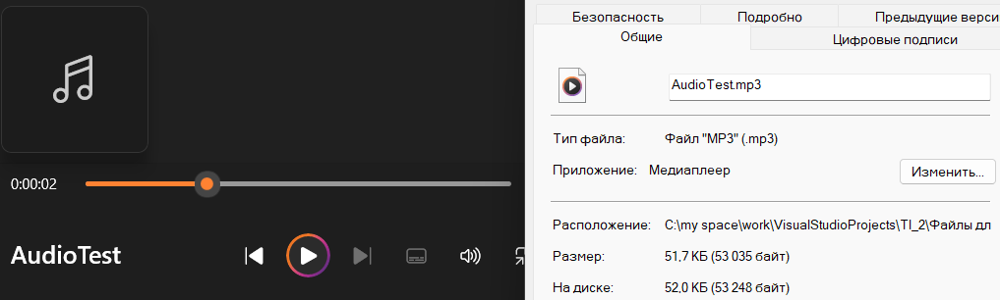 0:00:02
AudioTest
Безопасность Подробно Предыдущие верси
Общие Цифровые подписи
AudioTest.mp3
Тип файла: Файл "MP3" (.mp3)
Приложение: Медиаплеер Изменить...
Расположение: C:\my space\work\VisualStudioProjects\TI_2\Файлы дл
Размер: 51,7 КБ (53 035 байт)
На диске: 52,0 КБ (53 248 байт)